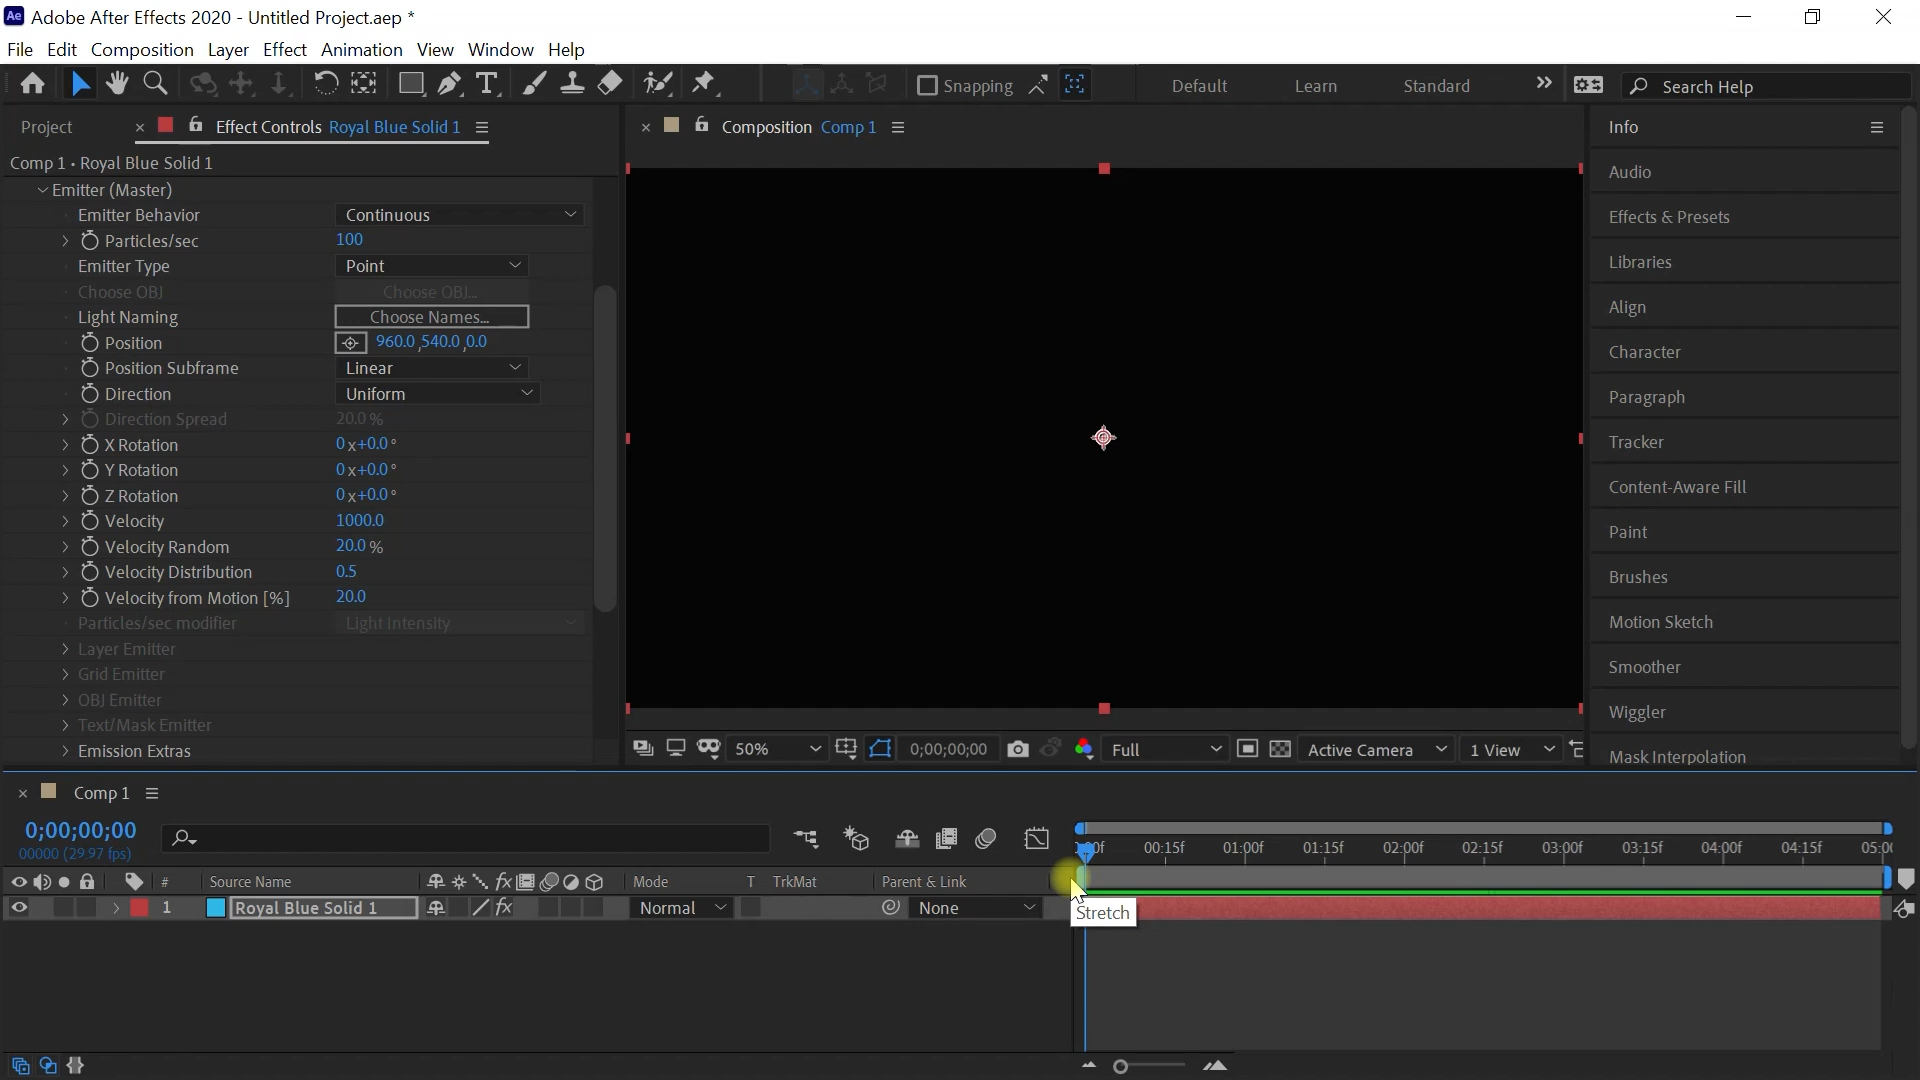 Ae Adobe After Effects 2020 - Untitled Project.aep *
File Edit Composition Layer Effect Animation View Window Help
Snapping Default Learn Standard Search Help
Project Effect Controls Royal Blue Solid 1 Composition Comp 1 Info
Comp 1 • Royal Blue Solid 1
Emitter (Master)
Emitter Behavior Continuous
Particles/sec 100
Emitter Type Point
Choose OBJ Choose OBJ...
Light Naming Choose Names...
Position 960.0 ,540.0 ,0.0
Position Subframe Linear
Direction Uniform
Direction Spread 20.0 %
X Rotation 0 x+0.0 °
Y Rotation 0 x+0.0 °
Z Rotation 0 x+0.0 °
Velocity 1000.0
Velocity Random 20.0 %
Velocity Distribution 0.5
Velocity from Motion [%] 20.0
Particles/sec modifier Light Intensity
Layer Emitter
Grid Emitter
OBJ Emitter
Text/Mask Emitter
Emission Extras
50% 0;00;00;00 Full Active Camera 1 View
Audio
Effects & Presets
Libraries
Align
Character
Paragraph
Tracker
Content-Aware Fill
Paint
Brushes
Motion Sketch
Smoother
Wiggler
Mask Interpolation
Comp 1
0;00;00;00
00000 (29.97 fps)
00:15f 01:00f 01:15f 02:00f 02:15f 03:00f 03:15f 04:00f 04:15f
# Source Name Mode T TrkMat Parent & Link
1 Royal Blue Solid 1 Normal None
Stretch